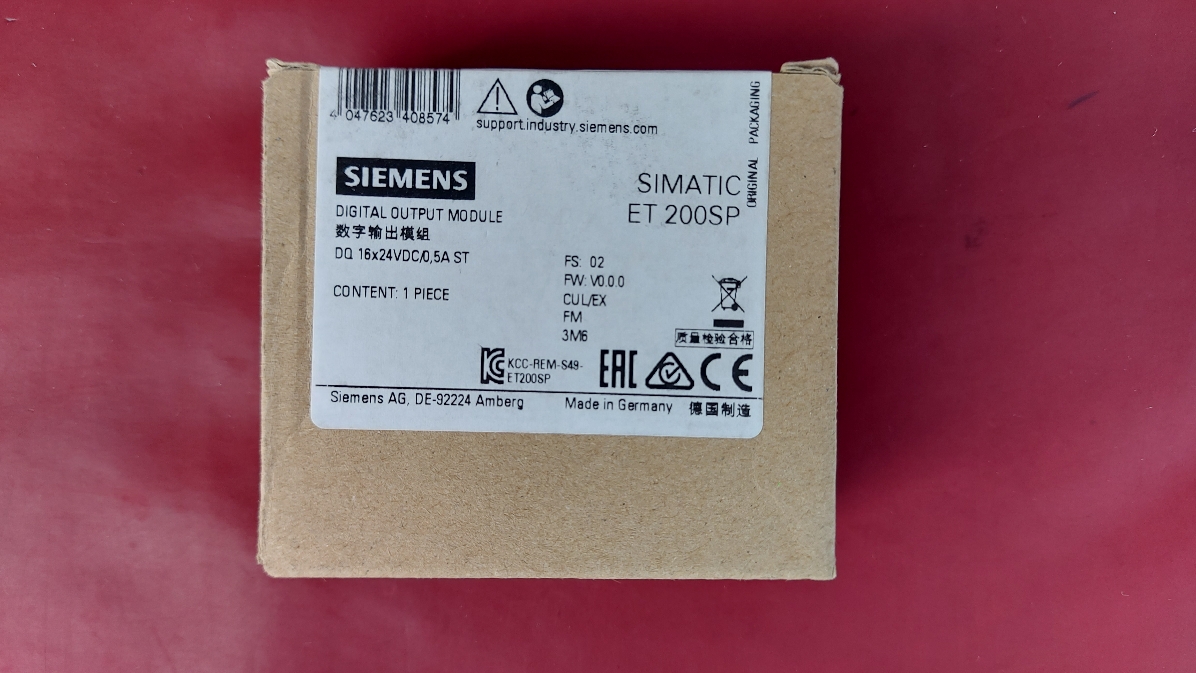 4 047623 408574
support.industry.siemens.com
ORIGINAL PACKAGING
SIEMENS
SIMATIC
ET 200SP
DIGITAL OUTPUT MODULE
数字输出模组
DQ 16x24VDC/0,5A ST
CONTENT: 1 PIECE
FS: 02
FW: V0.0.0
CUL/EX
FM
3M6
质量检验合格
KCC-REM-S49-
ET200SP
EAC
CE
Siemens AG, DE-92224 Amberg
Made in Germany 德国制造